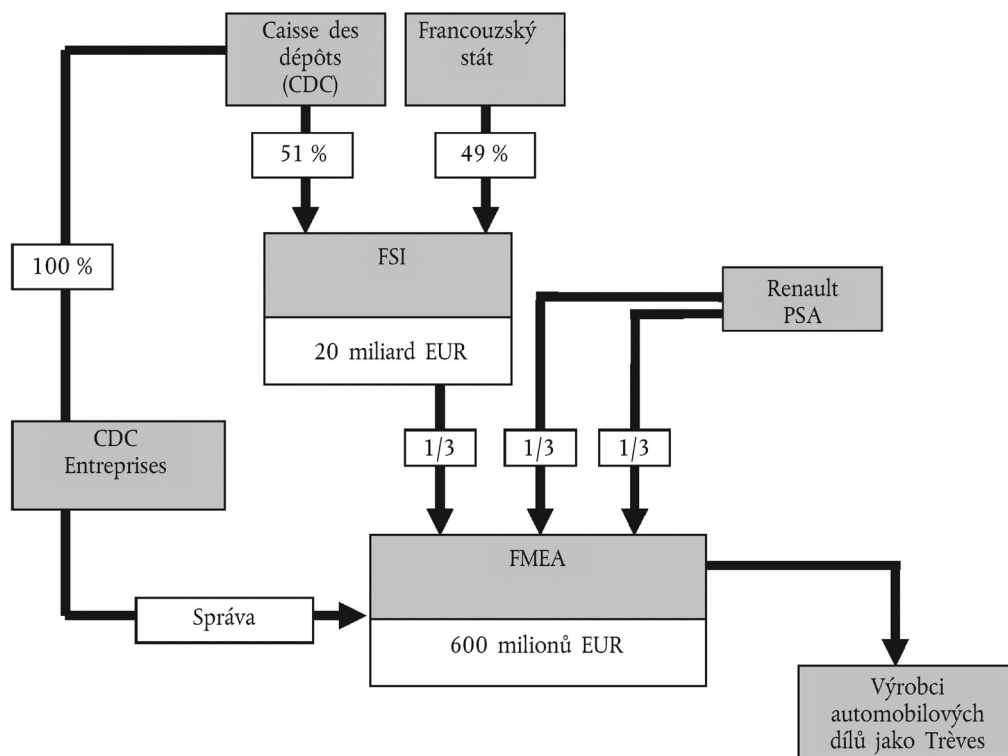 Caisse des
dépôts
(CDC)
Francouzský
stát
51 %
49 %
100 %
FSI
20 miliard EUR
Renault
PSA
CDC
Entreprises
1/3
1/3
1/3
FMEA
600 milionů EUR
Správa
Výrobci
automobilových
dílů jako Trèves